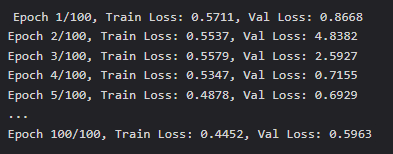 Epoch 1/100, Train Loss: 0.5711, Val Loss: 0.8668
Epoch 2/100, Train Loss: 0.5537, Val Loss: 4.8382
Epoch 3/100, Train Loss: 0.5579, Val Loss: 2.5927
Epoch 4/100, Train Loss: 0.5347, Val Loss: 0.7155
Epoch 5/100, Train Loss: 0.4878, Val Loss: 0.6929
...
Epoch 100/100, Train Loss: 0.4452, Val Loss: 0.5963